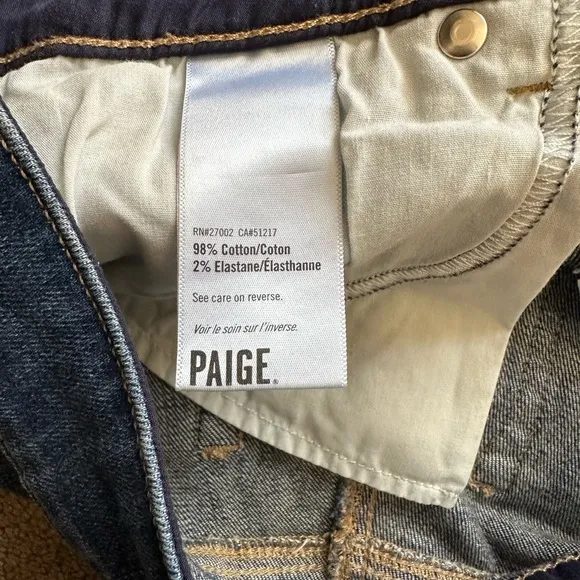 RN#27002 CA#51217
98% Cotton/Coton
2% Elastane/Élasthanne
See care on reverse.
Voir le soin sur l'inverse.
PAIGE®